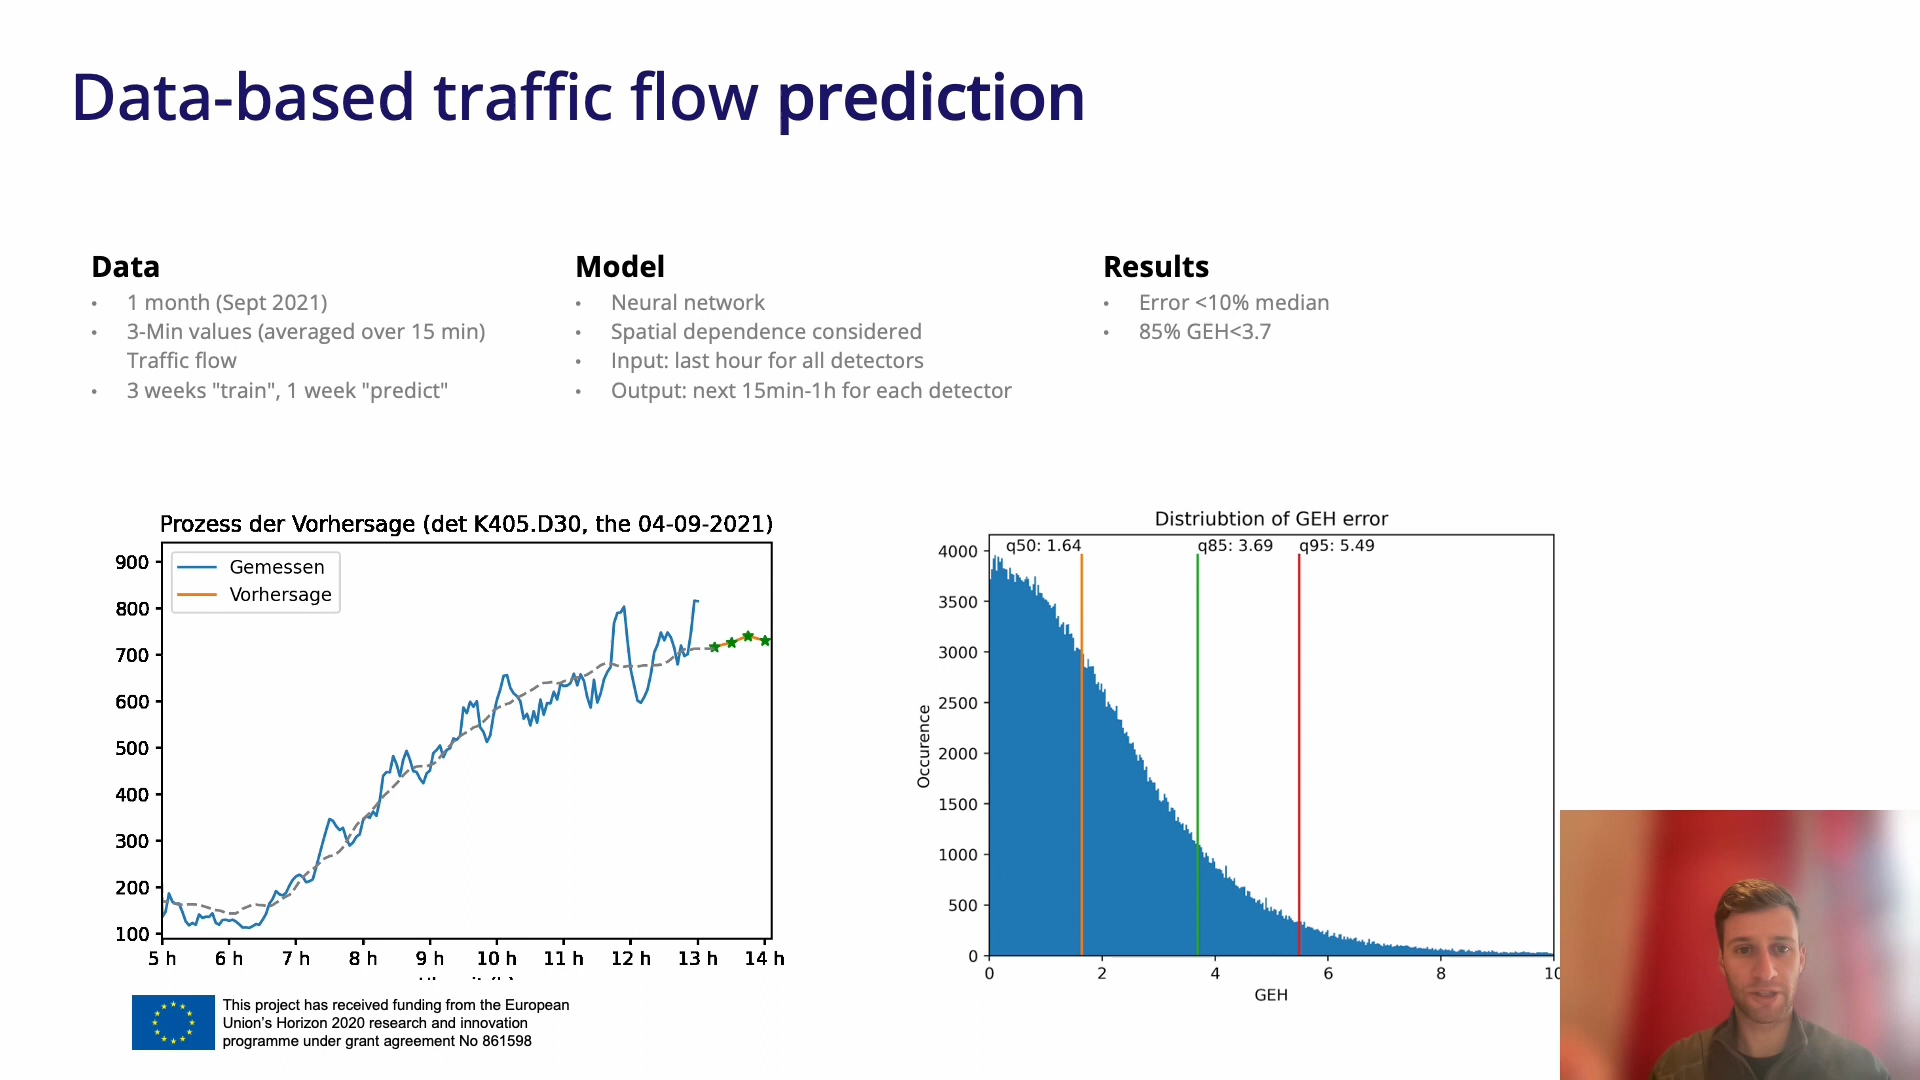 Data-based traffic flow prediction
Data
• 1 month (Sept 2021)
• 3-Min values (averaged over 15 min)
Traffic flow
• 3 weeks "train", 1 week "predict"
Model
• Neural network
• Spatial dependence considered
• Input: last hour for all detectors
• Output: next 15min-1h for each detector
Results
• Error <10% median
• 85% GEH<3.7
Prozess der Vorhersage (det K405.D30, the 04-09-2021)
Gemessen
Vorhersage
900
800
700
600
500
400
300
200
100
5 h 6 h 7 h 8 h 9 h 10 h 11 h 12 h 13 h 14 h
Distriubtion of GEH error
q50: 1.64 q85: 3.69 q95: 5.49
Occurence
4000
3500
3000
2500
2000
1500
1000
500
0
0 2 4 6 8 10
GEH
This project has received funding from the European
Union's Horizon 2020 research and innovation
programme under grant agreement No 861598